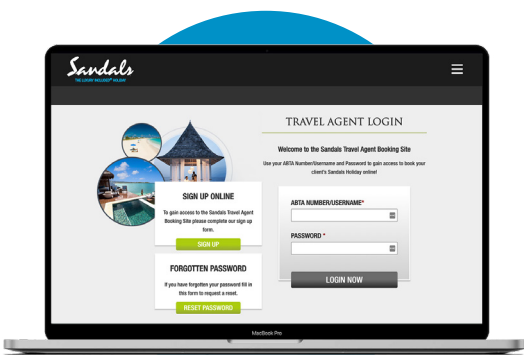 Sandals
THE LUXURY INCLUDED® HOLIDAY
TRAVEL AGENT LOGIN
Welcome to the Sandals Travel Agent Booking Site
Use your ABTA Number/Username and Password to gain access to book your
client's Sandals Holiday online!
SIGN UP ONLINE
To gain access to the Sandals Travel Agent
Booking Site please complete our sign up
form.
SIGN UP
FORGOTTEN PASSWORD
If you have forgotten your password fill in
this form to request a reset.
RESET PASSWORD
ABTA NUMBER/USERNAME*
PASSWORD *
LOGIN NOW
MacBook Pro